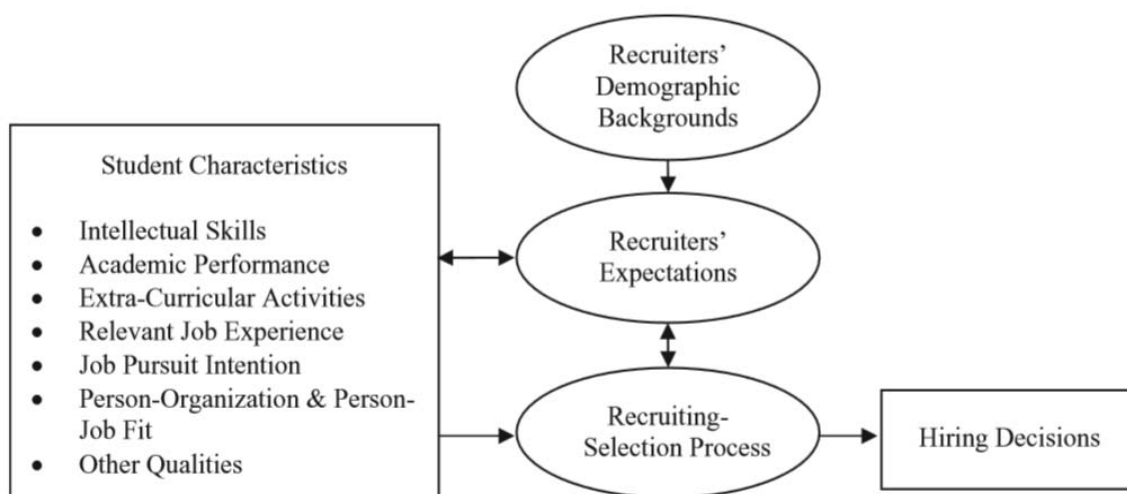 Recruiters’
Demographic
Backgrounds
Student Characteristics
• Intellectual Skills
• Academic Performance
• Extra-Curricular Activities
• Relevant Job Experience
• Job Pursuit Intention
• Person-Organization & Person-
Job Fit
• Other Qualities
Recruiters’
Expectations
Recruiting-
Selection Process
Hiring Decisions